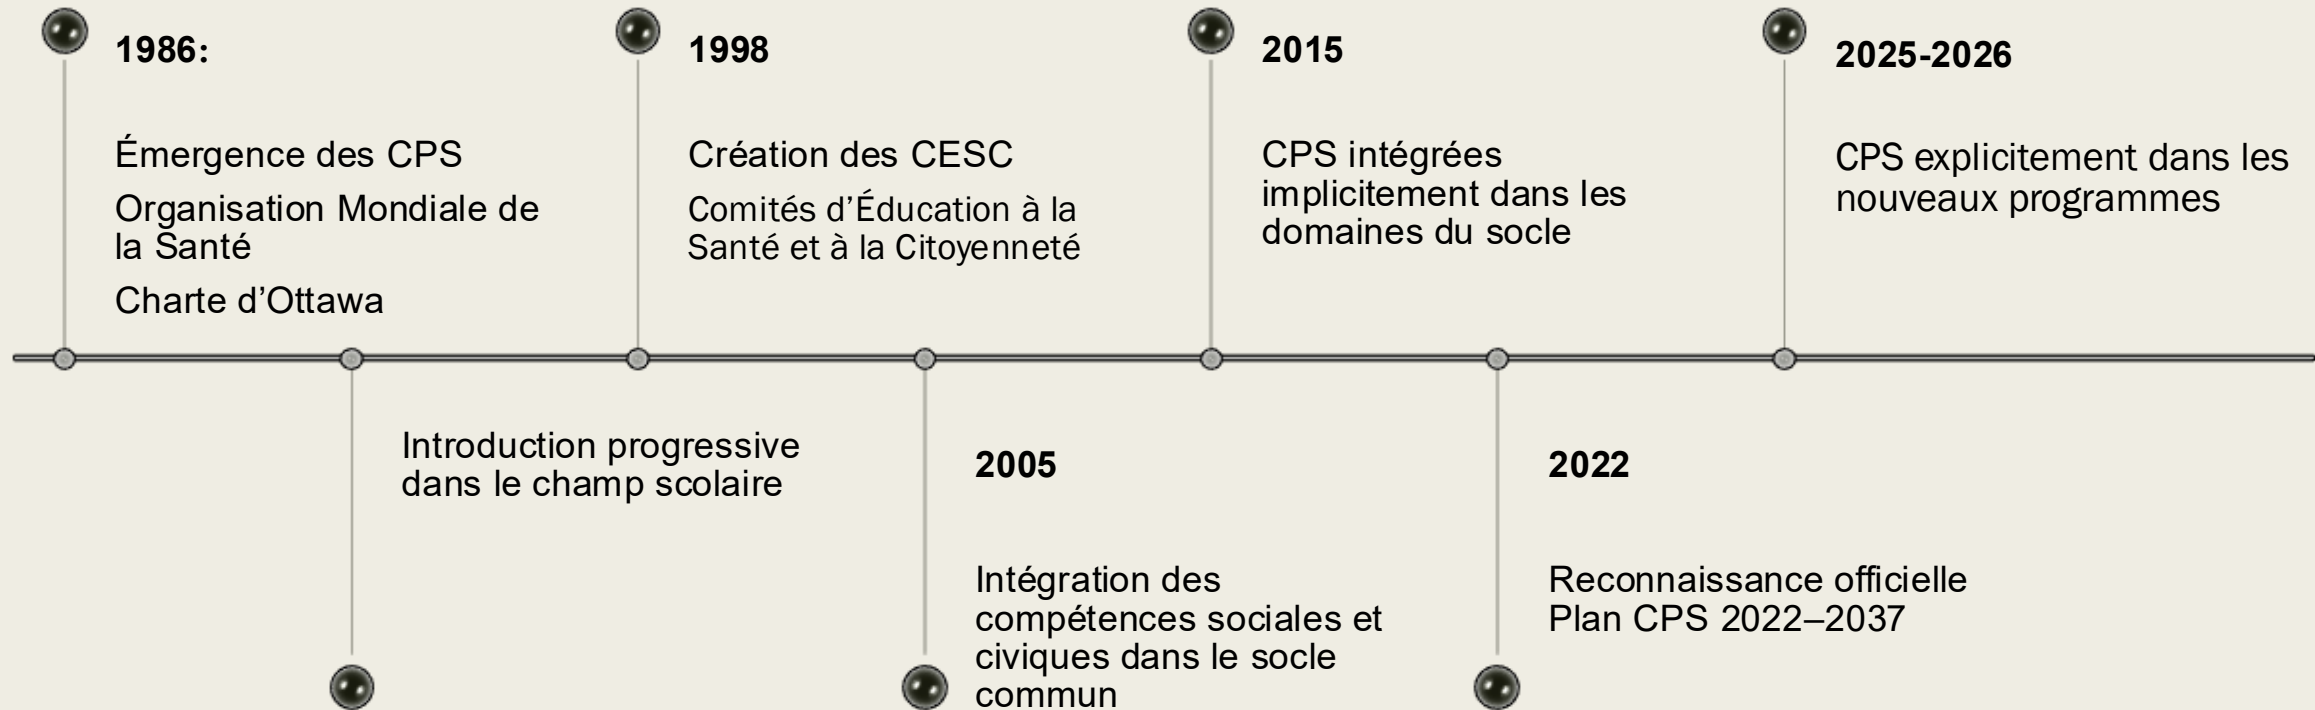 1986:
Émergence des CPS
Organisation Mondiale de
la Santé
Charte d’Ottawa
Introduction progressive
dans le champ scolaire
1998
Création des CESC
Comités d’Éducation à la
Santé et à la Citoyenneté
2005
Intégration des
compétences sociales et
civiques dans le socle
commun
2015
CPS intégrées
implicitement dans les
domaines du socle
2022
Reconnaissance officielle
Plan CPS 2022–2037
2025-2026
CPS explicitement dans les
nouveaux programmes